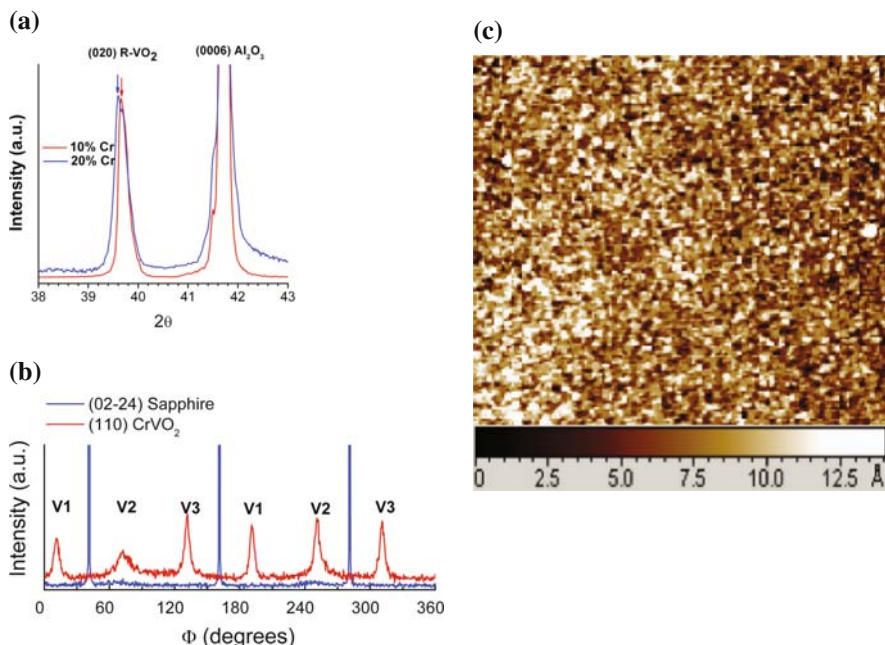 (a)
(020) R-VO₂ (0006) Al₂O₃
10% Cr
20% Cr
Intensity (a.u.)
38 39 40 41 42 43
2θ
(b)
(02-24) Sapphire
(110) CrVO₂
Intensity (a.u.)
V1 V2 V3 V1 V2 V3
0 60 120 180 240 300 360
Φ (degrees)
(c)
0 2.5 5.0 7.5 10.0 12.5 Å